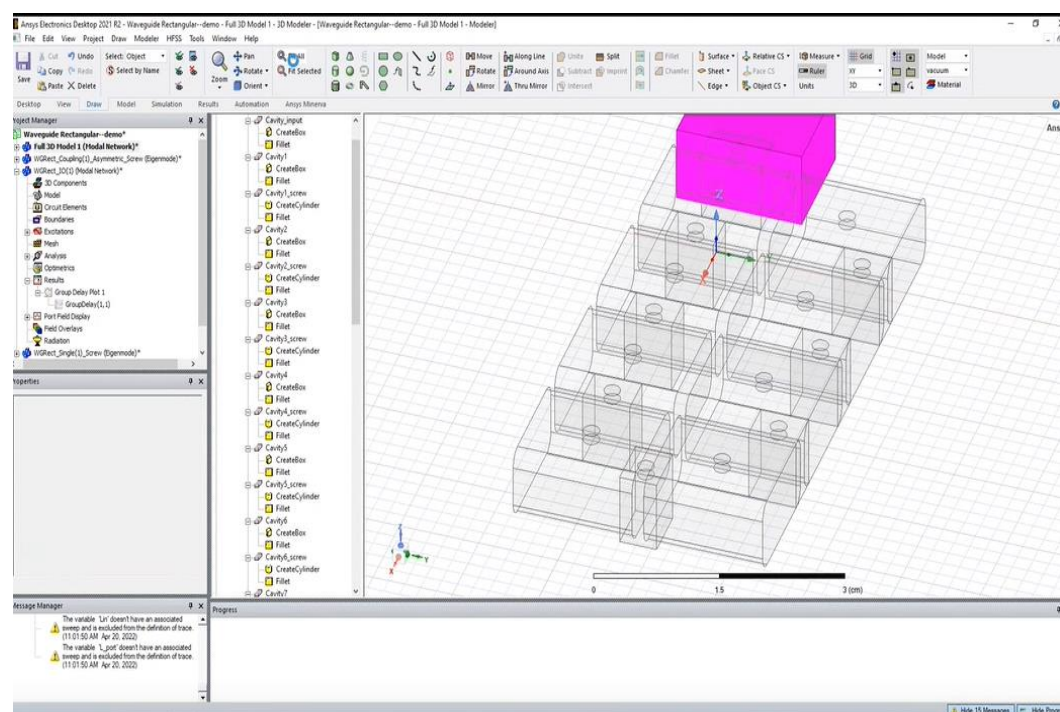 Ansys Electronics Desktop 2021 R2 - Waveguide Rectangular--demo - Full 3D Model 1 - 3D Modeler - [Waveguide Rectangular--demo - Full 3D Model 1 - Modeler]
File Edit View Project Draw Modeler HFSS Tools Window Help
Save
Cut Undo
Copy Redo
Paste Delete
Select: Object
Select by Name
Zoom
Pan
Rotate
Orient
Fit Selected
Move Along Line Unite Split Fillet
Rotate Around Axis Subtract Imprint Chamfer
Mirror Thru Mirror Intersect
Surface Relative CS Measure Grid Model
Sheet Face CS Ruler XY vacuum
Edge Object CS Units 3D Material
Desktop View Draw Model Simulation Results Automation Ansys Minerva
roject Manager
Waveguide Rectangular--demo*
Full 3D Model 1 (Modal Network)*
WGRect_Coupling(1)_Asymmetric_Screw (Eigenmode)*
WGRect_IO(1) (Modal Network)*
3D Components
Model
Circuit Elements
Boundaries
Excitations
Mesh
Analysis
Optimetrics
Results
Group Delay Plot 1
GroupDelay(1,1)
Port Field Display
Field Overlays
Radiation
WGRect_Single(1)_Screw (Eigenmode)*
roperties
Cavity_input
CreateBox
Fillet
Cavity1
CreateBox
Fillet
Cavity1_screw
CreateCylinder
Fillet
Cavity2
CreateBox
Fillet
Cavity2_screw
CreateCylinder
Fillet
Cavity3
CreateBox
Fillet
Cavity3_screw
CreateCylinder
Fillet
Cavity4
CreateBox
Fillet
Cavity4_screw
CreateCylinder
Fillet
Cavity5
CreateBox
Fillet
Cavity5_screw
CreateCylinder
Fillet
Cavity6
CreateBox
Fillet
Cavity6_screw
CreateCylinder
Fillet
Cavity7
Ans
Z
X
Z
Y
X
0 1.5 3 (cm)
essage Manager
The variable 'Lin' doesn't have an associated
sweep and is excluded from the definition of trace.
(11:01:50 AM Apr 20, 2022)
The variable 'L_port' doesn't have an associated
sweep and is excluded from the definition of trace.
(11:01:50 AM Apr 20, 2022)
Progress
Hide 15 Messages Hide Prog